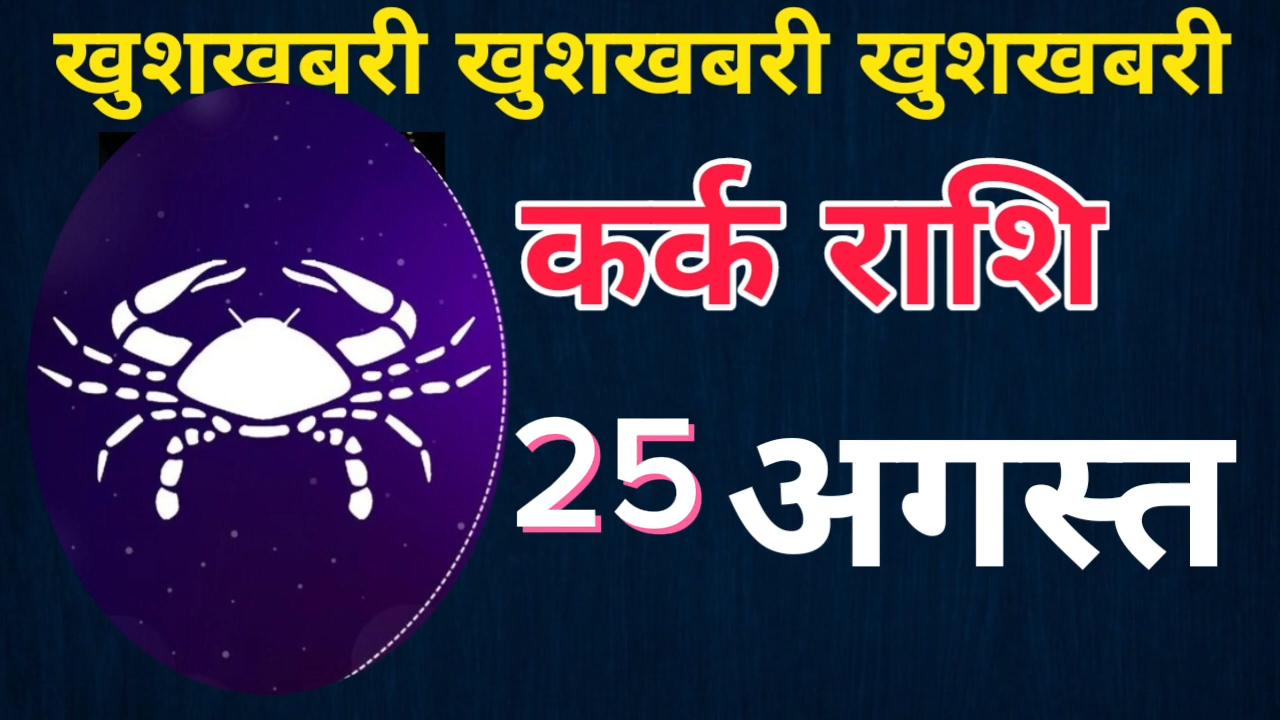 खुशखबरी खुशखबरी खुशखबरी
कर्क राशि
25 अगस्त